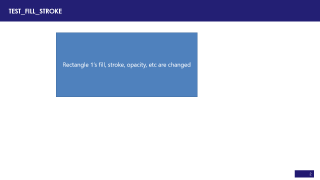 TEST_FILL_STROKE
Rectangle 1's fill, stroke, opacity, etc are changed